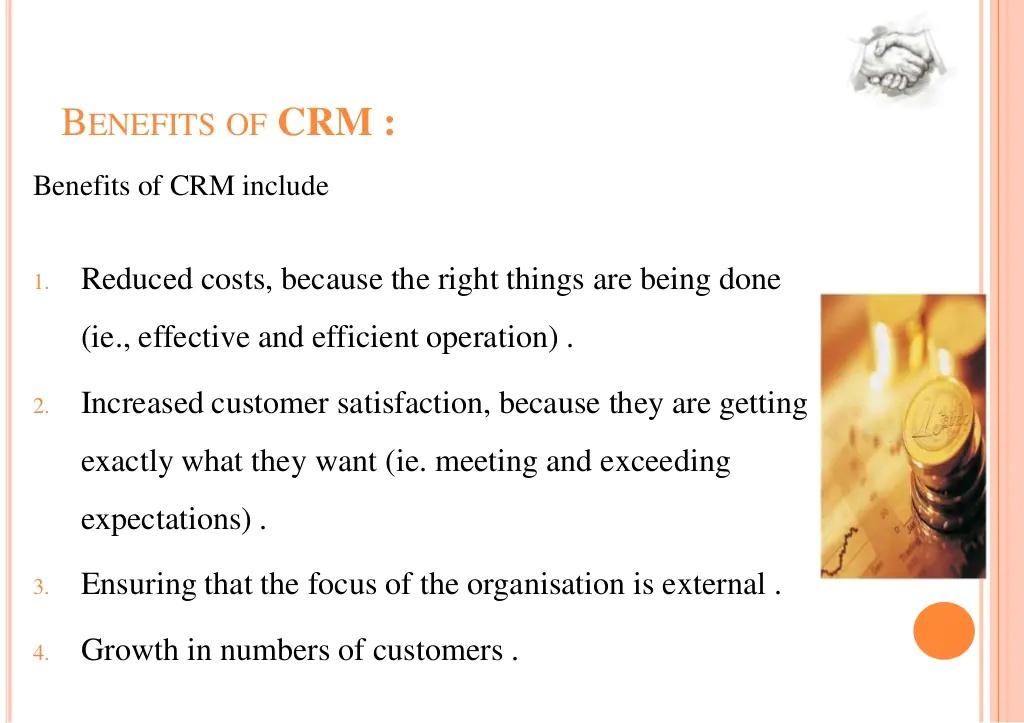 BENEFITS OF CRM :
Benefits of CRM include
1. Reduced costs, because the right things are being done
(ie., effective and efficient operation) .
2. Increased customer satisfaction, because they are getting
exactly what they want (ie. meeting and exceeding
expectations) .
3. Ensuring that the focus of the organisation is external .
4. Growth in numbers of customers .